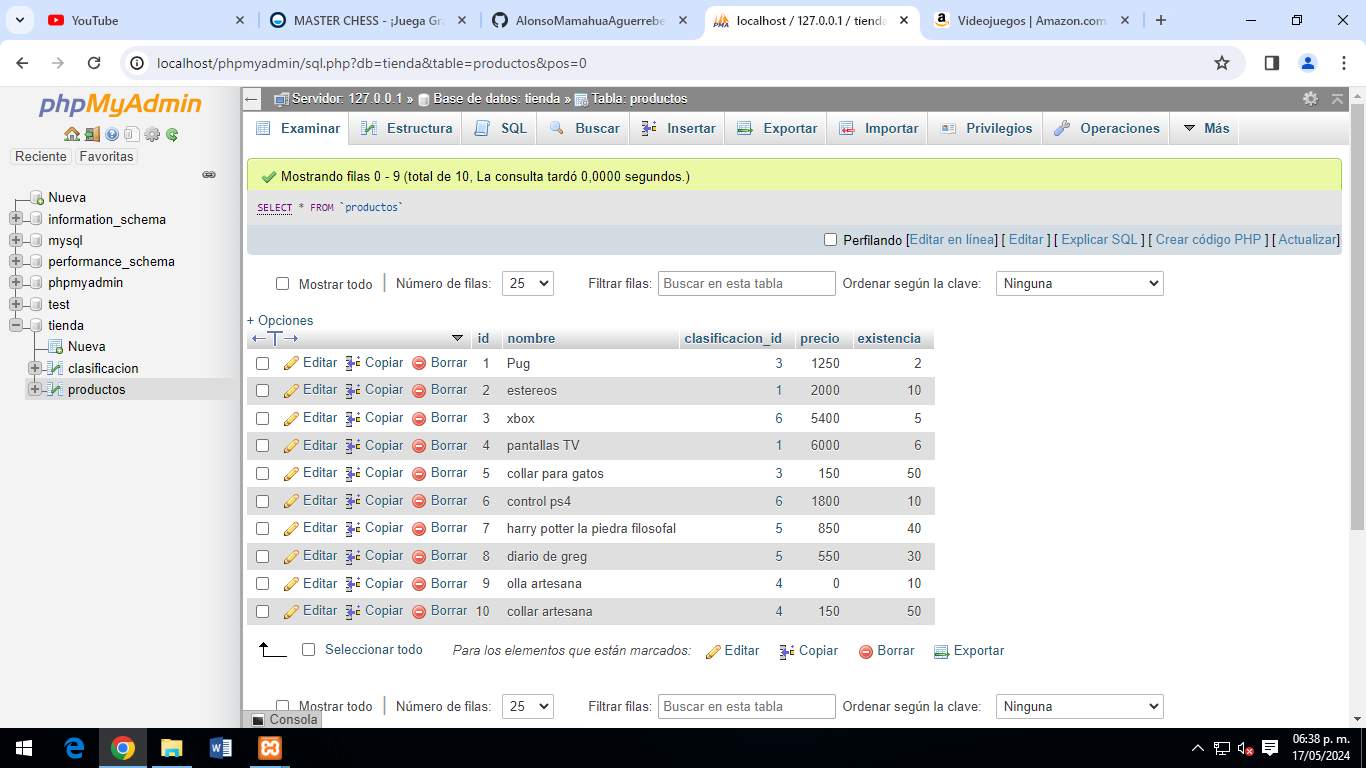 YouTube
MASTER CHESS - ¡Juega Gra
AlonsoMamahuaAguerrebe
PMA
localhost / 127.0.0.1 / tienda
a
Videojuegos | Amazon.com
localhost/phpmyadmin/sql.php?db=tienda&table=productos&pos=0
phpMyAdmin
Reciente Favoritas
Nueva
information_schema
mysql
performance_schema
phpmyadmin
test
tienda
Nueva
clasificacion
productos
Servidor: 127.0.0.1 » Base de datos: tienda » Tabla: productos
Examinar Estructura SQL Buscar Insertar Exportar Importar Privilegios Operaciones Más
Mostrando filas 0 - 9 (total de 10, La consulta tardó 0,0000 segundos.)
SELECT * FROM `productos`
Perfilando [Editar en línea] [ Editar ] [ Explicar SQL ] [ Crear código PHP ] [ Actualizar]
Mostrar todo Número de filas: 25 Filtrar filas: Buscar en esta tabla Ordenar según la clave: Ninguna
+ Opciones
←T→ id nombre clasificacion_id precio existencia
Editar Copiar Borrar 1 Pug 3 1250 2
Editar Copiar Borrar 2 estereos 1 2000 10
Editar Copiar Borrar 3 xbox 6 5400 5
Editar Copiar Borrar 4 pantallas TV 1 6000 6
Editar Copiar Borrar 5 collar para gatos 3 150 50
Editar Copiar Borrar 6 control ps4 6 1800 10
Editar Copiar Borrar 7 harry potter la piedra filosofal 5 850 40
Editar Copiar Borrar 8 diario de greg 5 550 30
Editar Copiar Borrar 9 olla artesana 4 0 10
Editar Copiar Borrar 10 collar artesana 4 150 50
Seleccionar todo Para los elementos que están marcados: Editar Copiar Borrar Exportar
Mostrar todo Número de filas: 25 Filtrar filas: Buscar en esta tabla Ordenar según la clave: Ninguna
Consola
06:38 p. m.
17/05/2024